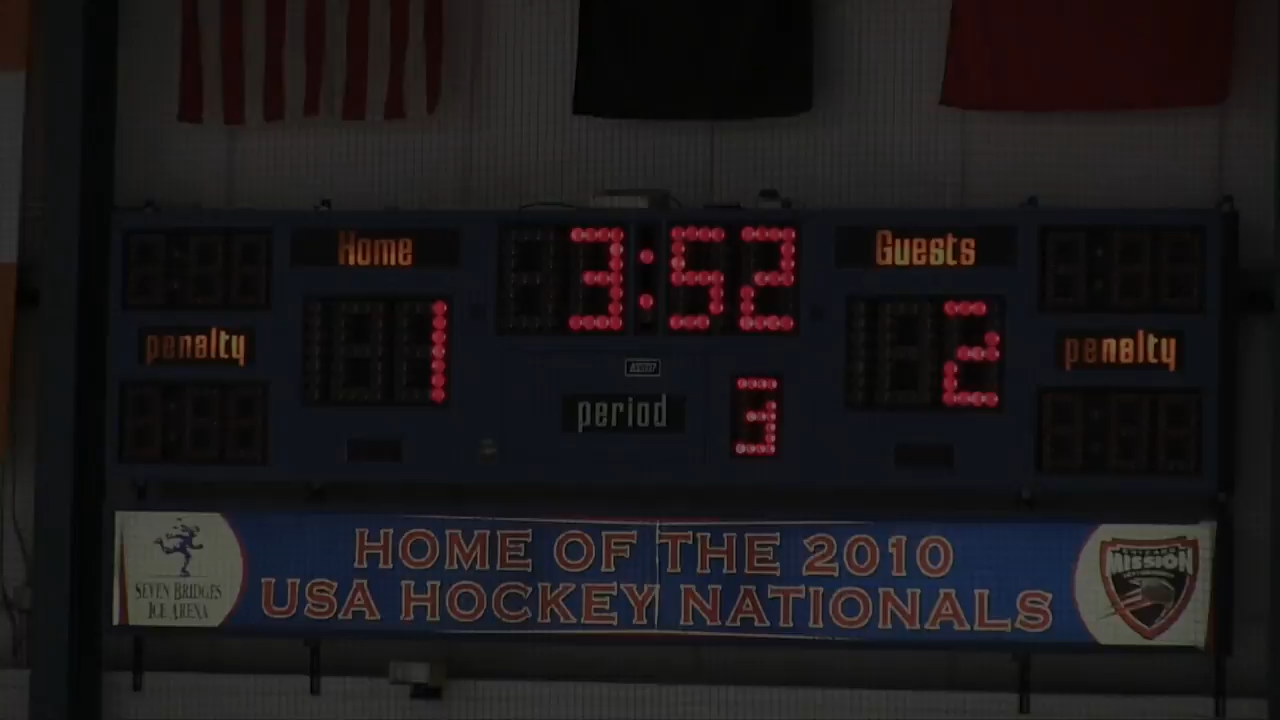 Home
3:52
Guests
penalty
1
2
penalty
period
3
HOME OF THE 2010
USA HOCKEY NATIONALS
SEVEN BRIDGES
ICE ARENA
MISSION